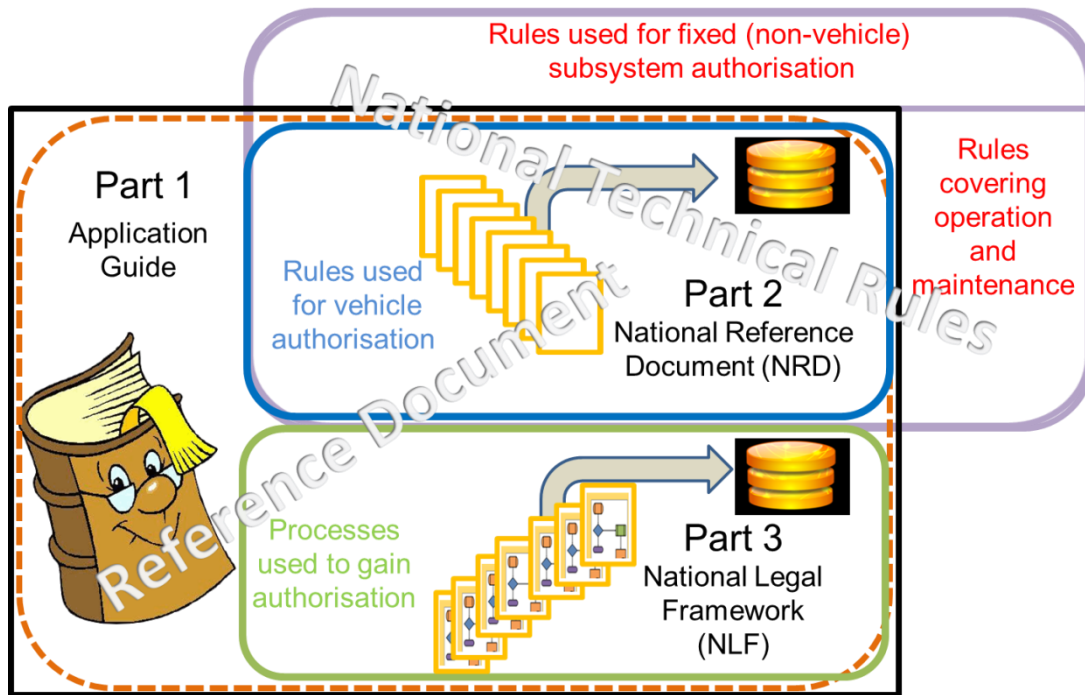 Rules used for fixed (non-vehicle)
subsystem authorisation
National Technical Rules
Rules
covering
operation
and
maintenance
Part 1
Application
Guide
Rules used
for vehicle
authorisation
Part 2
National Reference
Document (NRD)
Reference Document
Processes
used to gain
authorisation
Part 3
National Legal
Framework
(NLF)